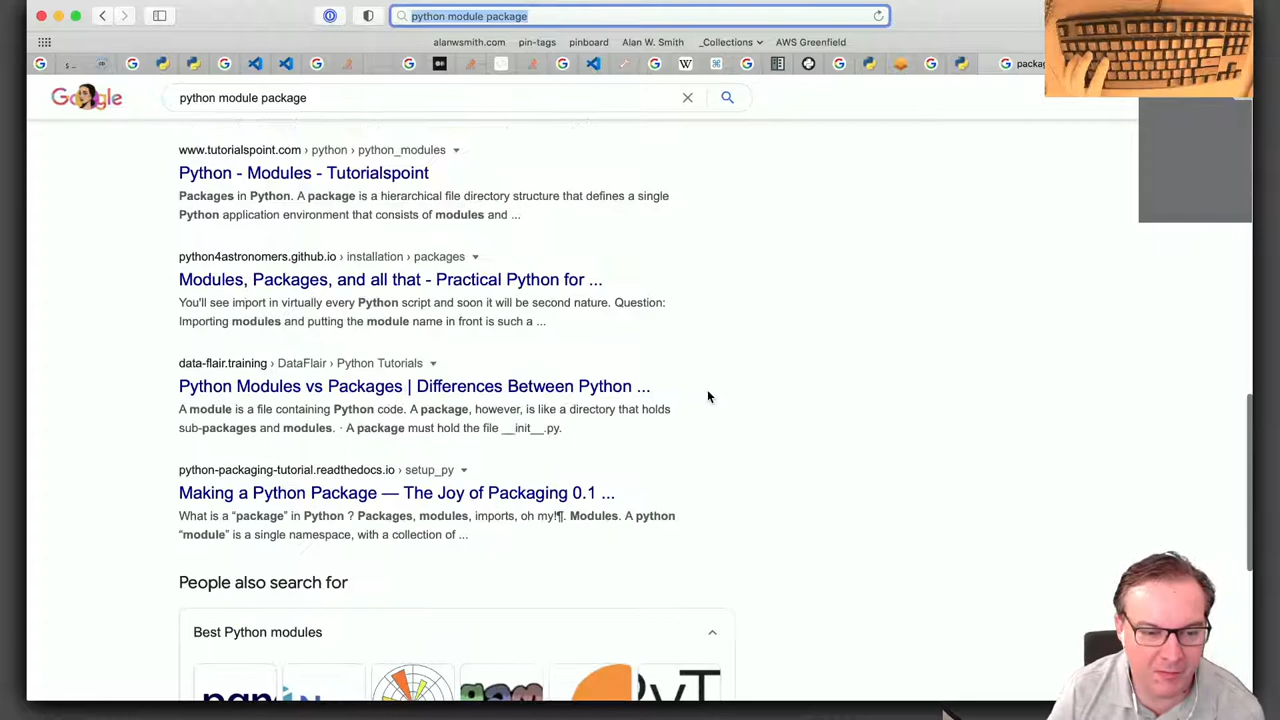 python module package
alanwsmith.com pin-tags pinboard Alan W. Smith _Collections AWS Greenfield
packag
Google
python module package
www.tutorialspoint.com › python › python_modules
Python - Modules - Tutorialspoint
Packages in Python. A package is a hierarchical file directory structure that defines a single
Python application environment that consists of modules and ...
python4astronomers.github.io › installation › packages
Modules, Packages, and all that - Practical Python for ...
You'll see import in virtually every Python script and soon it will be second nature. Question:
Importing modules and putting the module name in front is such a ...
data-flair.training › DataFlair › Python Tutorials
Python Modules vs Packages | Differences Between Python ...
A module is a file containing Python code. A package, however, is like a directory that holds
sub-packages and modules. · A package must hold the file __init__.py.
python-packaging-tutorial.readthedocs.io › setup_py
Making a Python Package — The Joy of Packaging 0.1 ...
What is a “package” in Python ? Packages, modules, imports, oh my!¶. Modules. A python
“module” is a single namespace, with a collection of ...
People also search for
Best Python modules